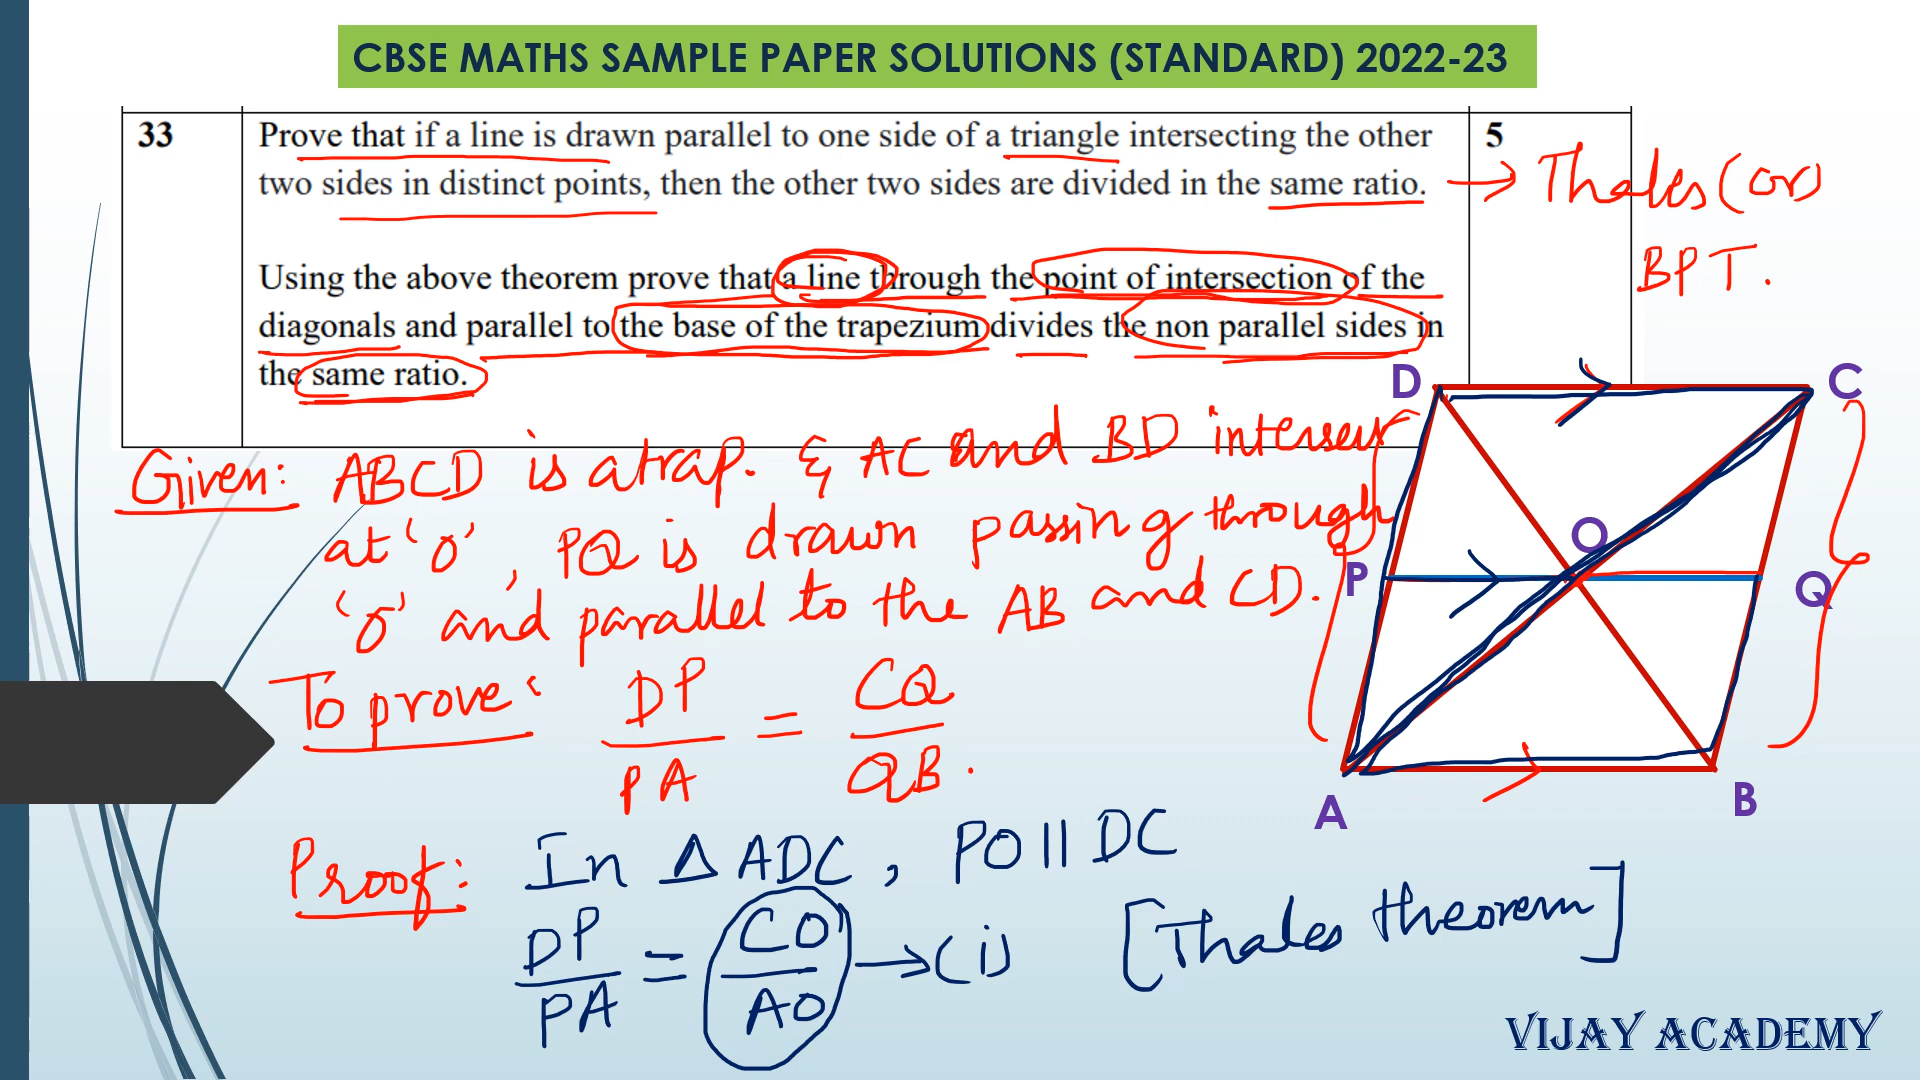 CBSE MATHS SAMPLE PAPER SOLUTIONS (STANDARD) 2022-23
33
Prove that if a line is drawn parallel to one side of a triangle intersecting the other
two sides in distinct points, then the other two sides are divided in the same ratio.
5
→ Thales (or)
BPT.
Using the above theorem prove that a line through the point of intersection of the
diagonals and parallel to the base of the trapezium divides the non parallel sides in
the same ratio.
D
C
O
P
Q
A
B
Given: ABCD is a trap. & AC and BD intersect
at 'O', PQ is drawn passing through
'O' and parallel to the AB and CD.
To prove: DP/PA = CQ/QB.
Proof: In Δ ADC, PO || DC
DP/PA = CO/AO → (i) [Thales theorem]
VIJAY ACADEMY